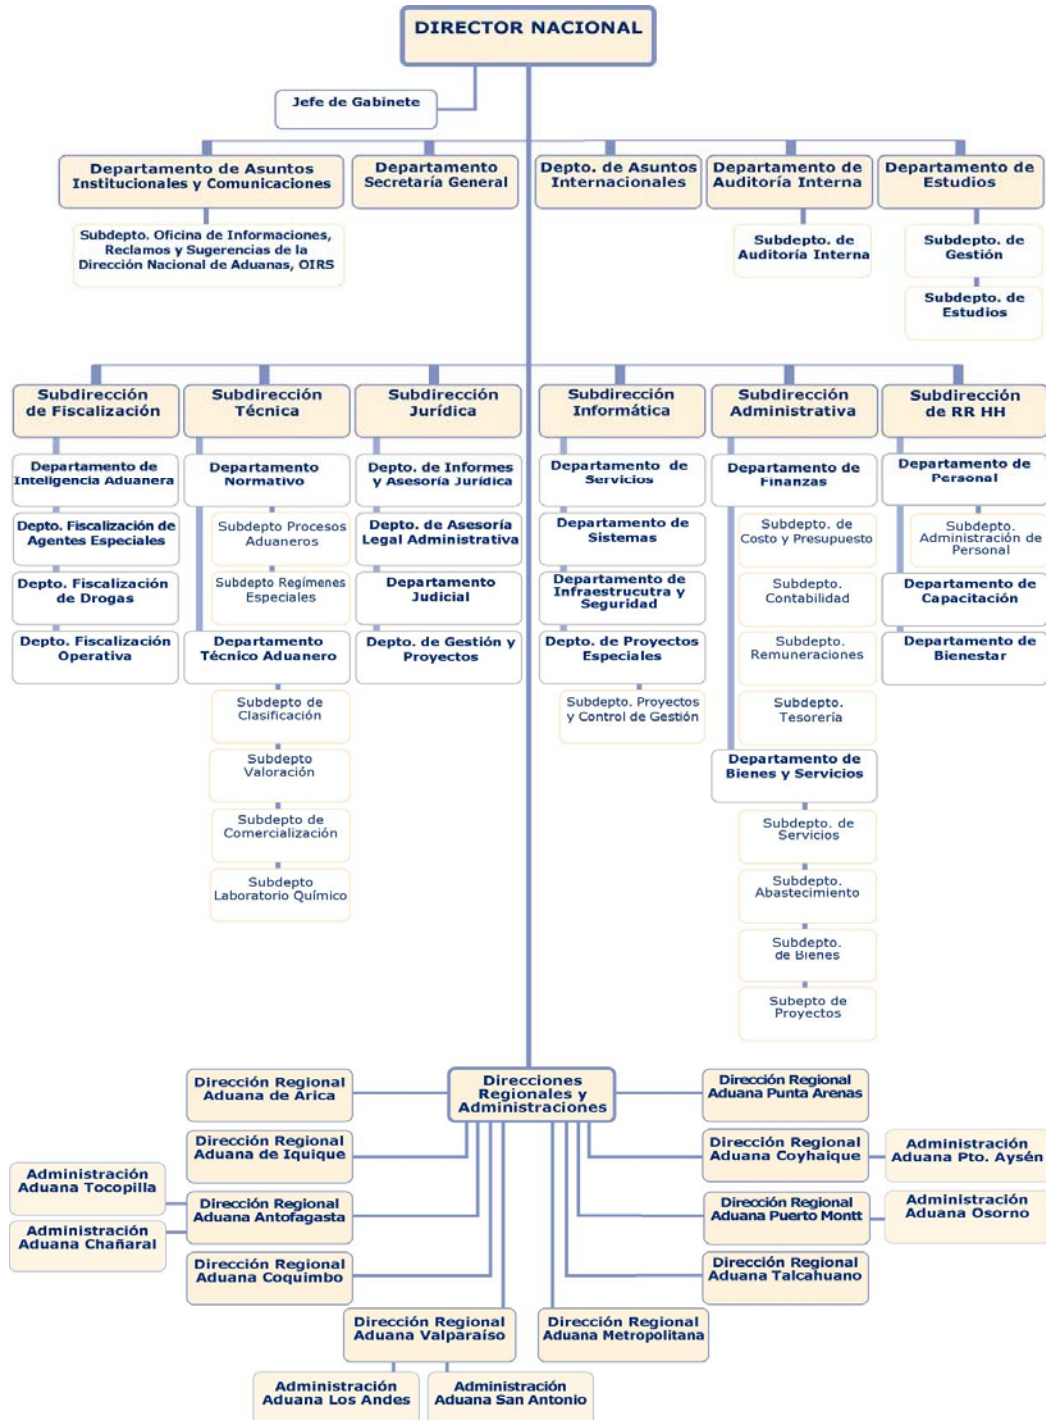 DIRECTOR NACIONAL
Jefe de Gabinete
Departamento de Asuntos
Institucionales y Comunicaciones
Departamento
Secretaría General
Depto. de Asuntos
Internacionales
Departamento de
Auditoría Interna
Departamento de
Estudios
Subdepto. Oficina de Informaciones,
Reclamos y Sugerencias de la
Dirección Nacional de Aduanas, OIRS
Subdepto. de
Auditoría Interna
Subdepto. de
Gestión
Subdepto. de
Estudios
Subdirección
de Fiscalización
Departamento de
Inteligencia Aduanera
Depto. Fiscalización de
Agentes Especiales
Depto. Fiscalización
de Drogas
Depto. Fiscalización
Operativa
Subdirección
Técnica
Departamento
Normativo
Subdepto Procesos
Aduaneros
Subdepto Regímenes
Especiales
Departamento
Técnico Aduanero
Subdepto de
Clasificación
Subdepto
Valoración
Subdepto de
Comercialización
Subdepto
Laboratorio Químico
Subdirección
Jurídica
Depto. de Informes
y Asesoría Jurídica
Depto. de Asesoría
Legal Administrativa
Departamento
Judicial
Depto. de Gestión y
Proyectos
Subdirección
Informática
Departamento de
Servicios
Departamento de
Sistemas
Departamento de
Infraestrucutra y
Seguridad
Depto. de Proyectos
Especiales
Subdepto. Proyectos
y Control de Gestión
Subdirección
Administrativa
Departamento de
Finanzas
Subdepto. de
Costo y Presupuesto
Subdepto.
Contabilidad
Subdepto.
Remuneraciones
Subdepto.
Tesorería
Departamento de
Bienes y Servicios
Subdepto. de
Servicios
Subdepto.
Abastecimiento
Subdepto.
de Bienes
Subepto de
Proyectos
Subdirección
de RR HH
Departamento de
Personal
Subdepto.
Administración de
Personal
Departamento de
Capacitación
Departamento de
Bienestar
Direcciones
Regionales y
Administraciones
Dirección Regional
Aduana de Arica
Dirección Regional
Aduana de Iquique
Administración
Aduana Tocopilla
Administración
Aduana Chañaral
Dirección Regional
Aduana Antofagasta
Dirección Regional
Aduana Coquimbo
Dirección Regional
Aduana Valparaíso
Administración
Aduana Los Andes
Administración
Aduana San Antonio
Dirección Regional
Aduana Punta Arenas
Dirección Regional
Aduana Coyhaique
Administración
Aduana Pto. Aysén
Dirección Regional
Aduana Puerto Montt
Administración
Aduana Osorno
Dirección Regional
Aduana Talcahuano
Dirección Regional
Aduana Metropolitana